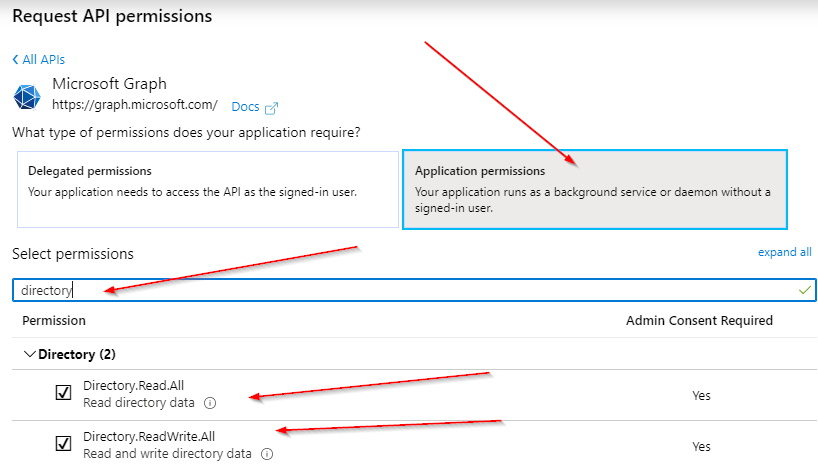 Request API permissions
All APIs
Microsoft Graph
https://graph.microsoft.com/ Docs
What type of permissions does your application require?
Delegated permissions
Your application needs to access the API as the signed-in user.
Application permissions
Your application runs as a background service or daemon without a
signed-in user.
Select permissions
expand all
directory
Permission
Admin Consent Required
Directory (2)
Directory.Read.All
Read directory data
Yes
Directory.ReadWrite.All
Read and write directory data
Yes